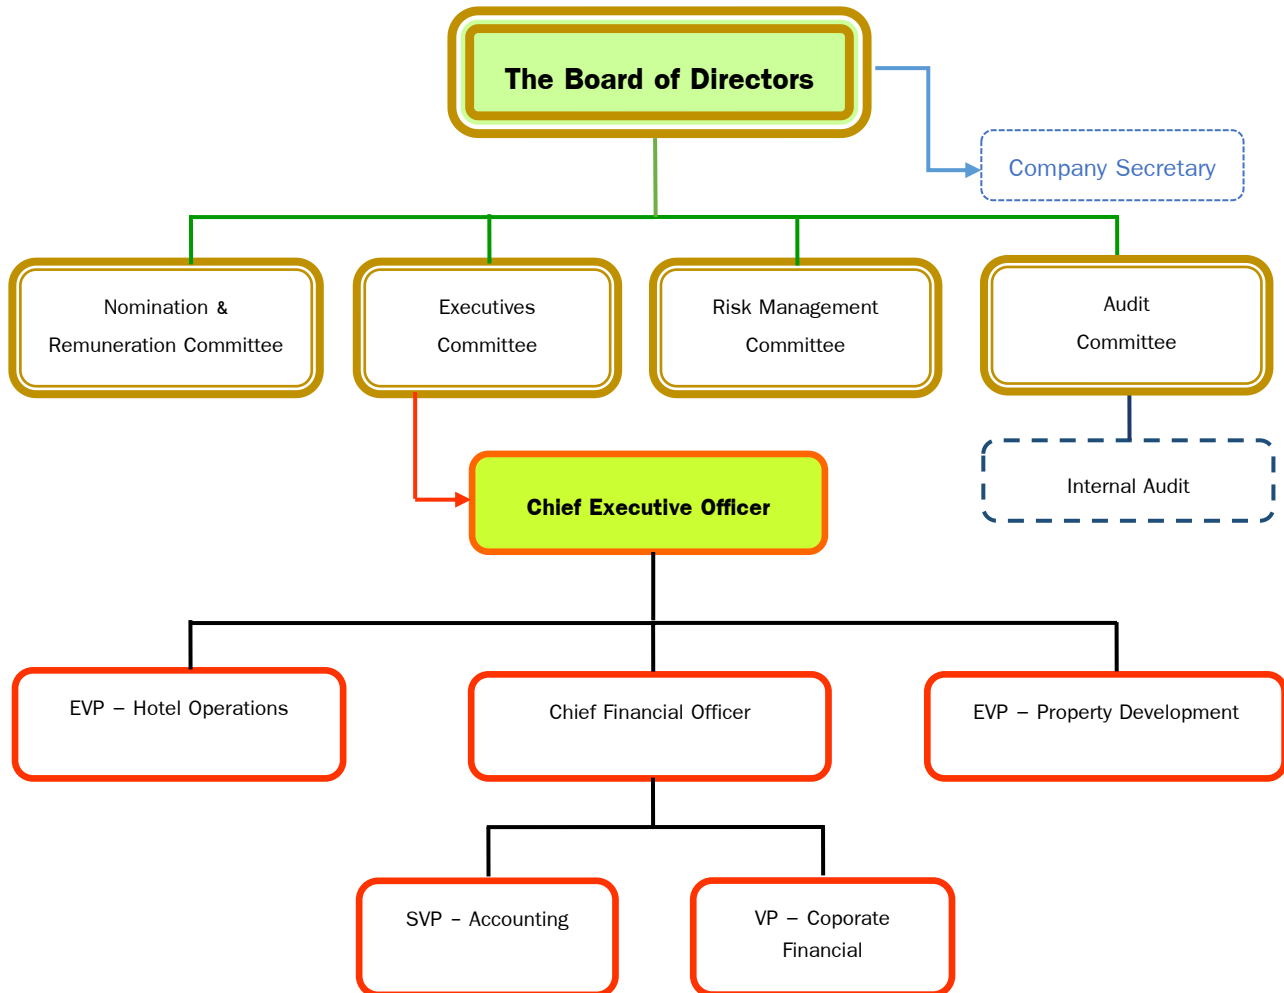 The Board of Directors
Company Secretary
Nomination &
Remuneration Committee
Executives
Committee
Risk Management
Committee
Audit
Committee
Internal Audit
Chief Executive Officer
EVP – Hotel Operations
Chief Financial Officer
EVP – Property Development
SVP – Accounting
VP – Coporate
Financial